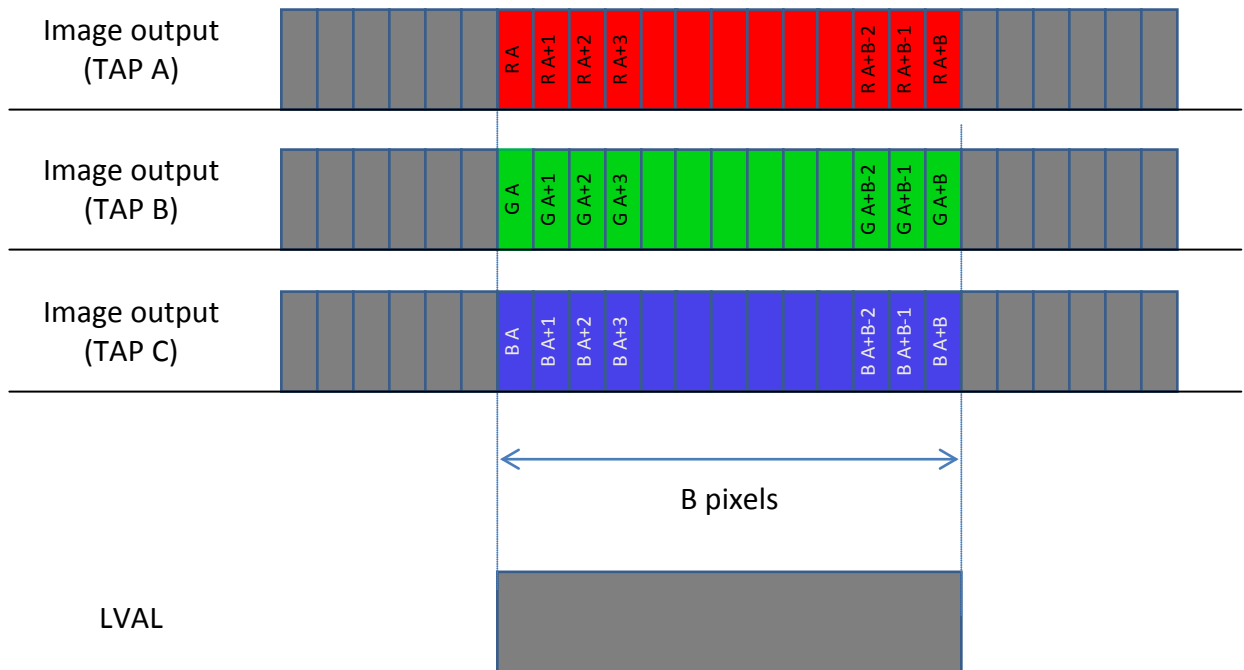 Image output
(TAP A)
R A
R A+1
R A+2
R A+3
R A+B-2
R A+B-1
R A+B
Image output
(TAP B)
G A
G A+1
G A+2
G A+3
G A+B-2
G A+B-1
G A+B
Image output
(TAP C)
B A
B A+1
B A+2
B A+3
B A+B-2
B A+B-1
B A+B
B pixels
LVAL